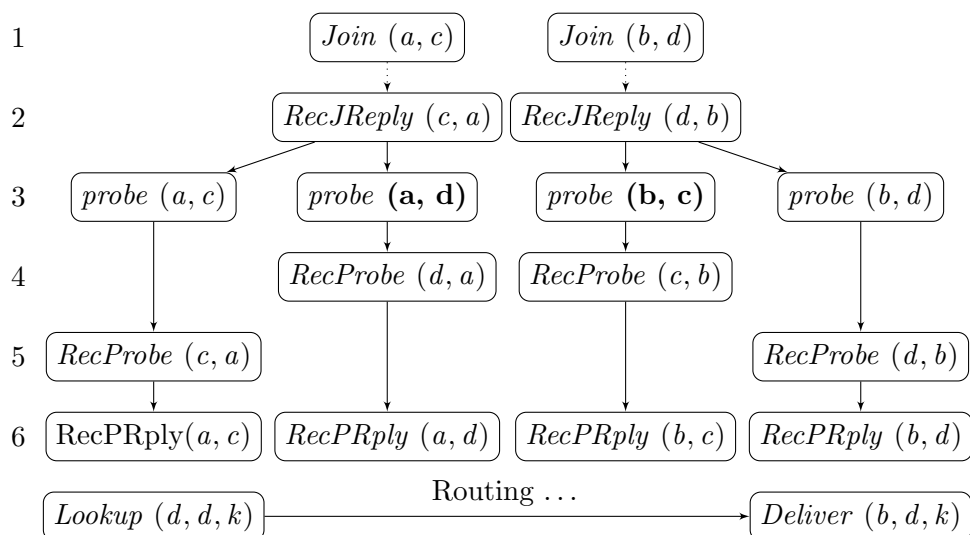 1 Join (a, c) Join (b, d)
2 RecJReply (c, a) RecJReply (d, b)
3 probe (a, c) probe (a, d) probe (b, c) probe (b, d)
4 RecProbe (d, a) RecProbe (c, b)
5 RecProbe (c, a) RecProbe (d, b)
6 RecPRply(a, c) RecPRply (a, d) RecPRply (b, c) RecPRply (b, d)
Routing ...
Lookup (d, d, k) Deliver (b, d, k)